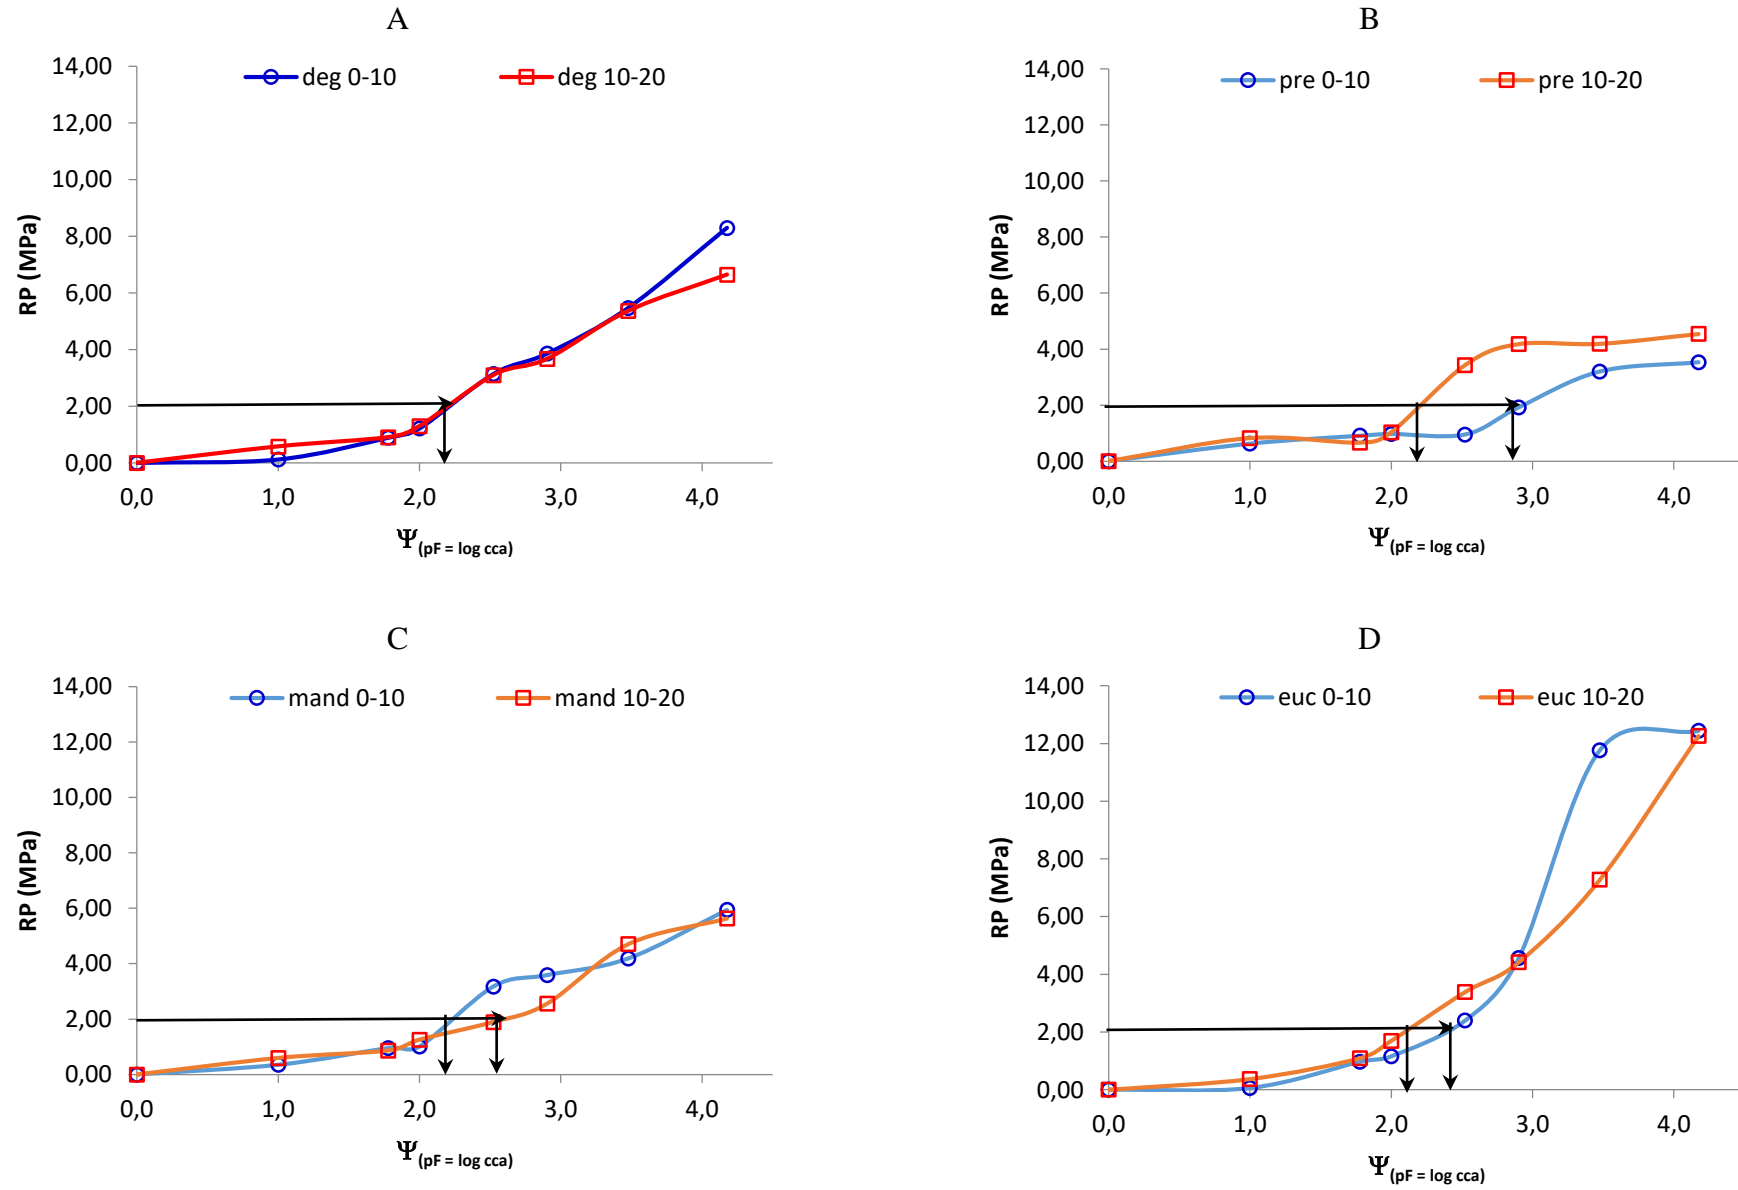 A
14,00
12,00
10,00
8,00
6,00
4,00
2,00
0,00
RP (MPa)
deg 0-10
deg 10-20
0,0 1,0 2,0 3,0 4,0
Ψ(pF = log cca)
B
14,00
12,00
10,00
8,00
6,00
4,00
2,00
0,00
RP (MPa)
pre 0-10
pre 10-20
0,0 1,0 2,0 3,0 4,0
Ψ(pF = log cca)
C
14,00
12,00
10,00
8,00
6,00
4,00
2,00
0,00
RP (MPa)
mand 0-10
mand 10-20
0,0 1,0 2,0 3,0 4,0
Ψ(pF = log cca)
D
14,00
12,00
10,00
8,00
6,00
4,00
2,00
0,00
RP (MPa)
euc 0-10
euc 10-20
0,0 1,0 2,0 3,0 4,0
Ψ(pF = log cca)